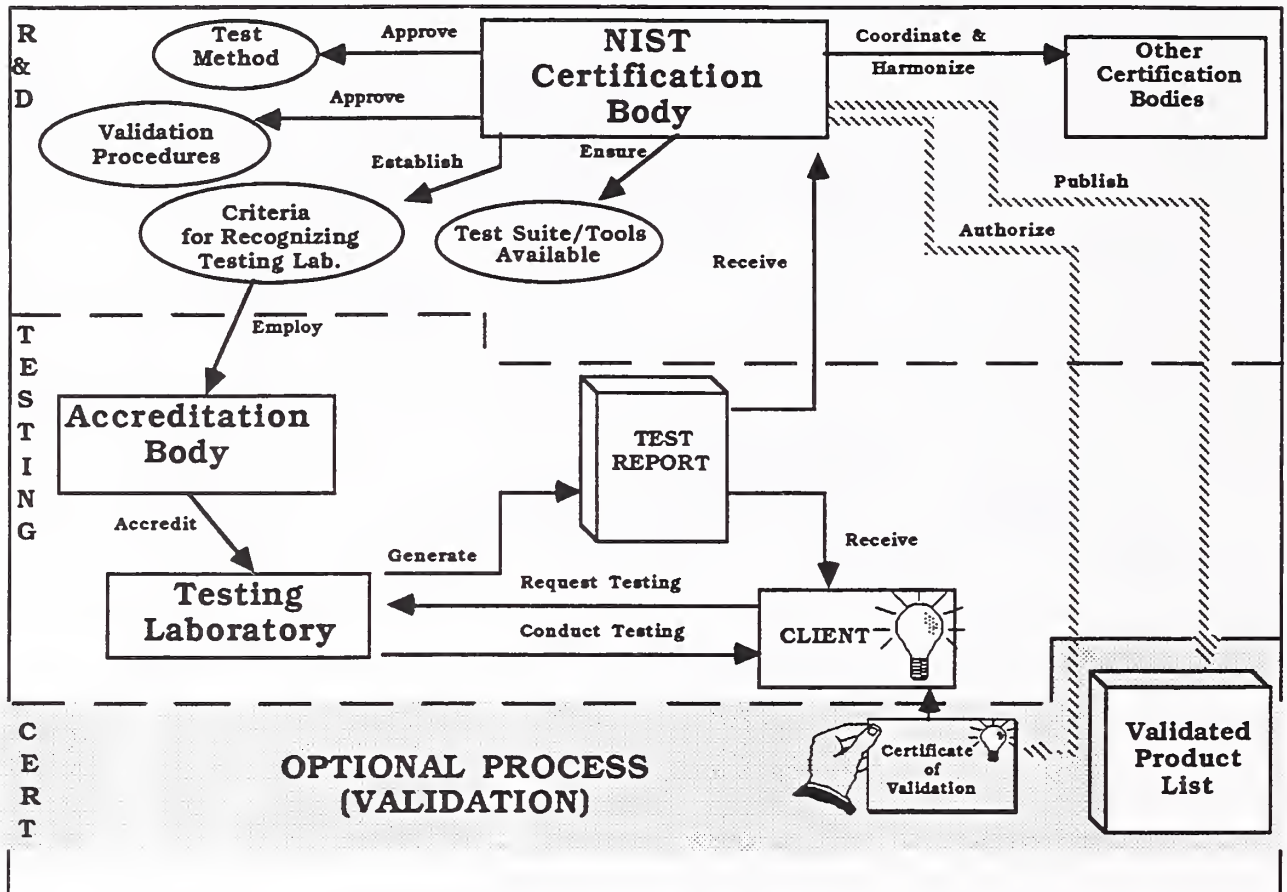 R
&
D
Test
Method
Approve
NIST
Certification
Body
Coordinate &
Harmonize
Other
Certification
Bodies
Approve
Validation
Procedures
Establish
Ensure
Criteria
for Recognizing
Testing Lab.
Test Suite/Tools
Available
Receive
Publish
Authorize
T
E
S
T
I
N
G
Employ
Accreditation
Body
TEST
REPORT
Accredit
Generate
Receive
Testing
Laboratory
Request Testing
Conduct Testing
CLIENT
C
E
R
T
OPTIONAL PROCESS
(VALIDATION)
Certificate
of
Validation
Validated
Product
List